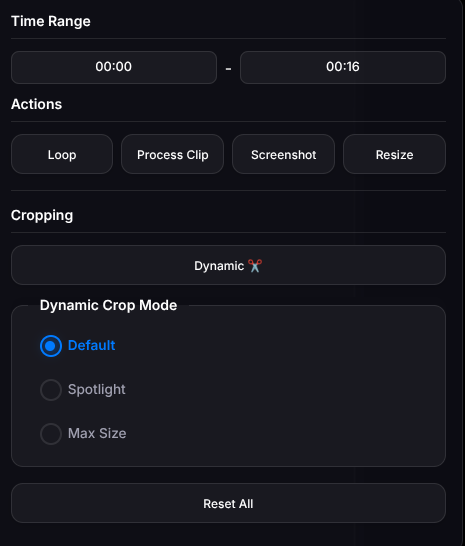 Time Range
00:00 - 00:16
Actions
Loop Process Clip Screenshot Resize
Cropping
Dynamic ✂️
Dynamic Crop Mode
Default
Spotlight
Max Size
Reset All